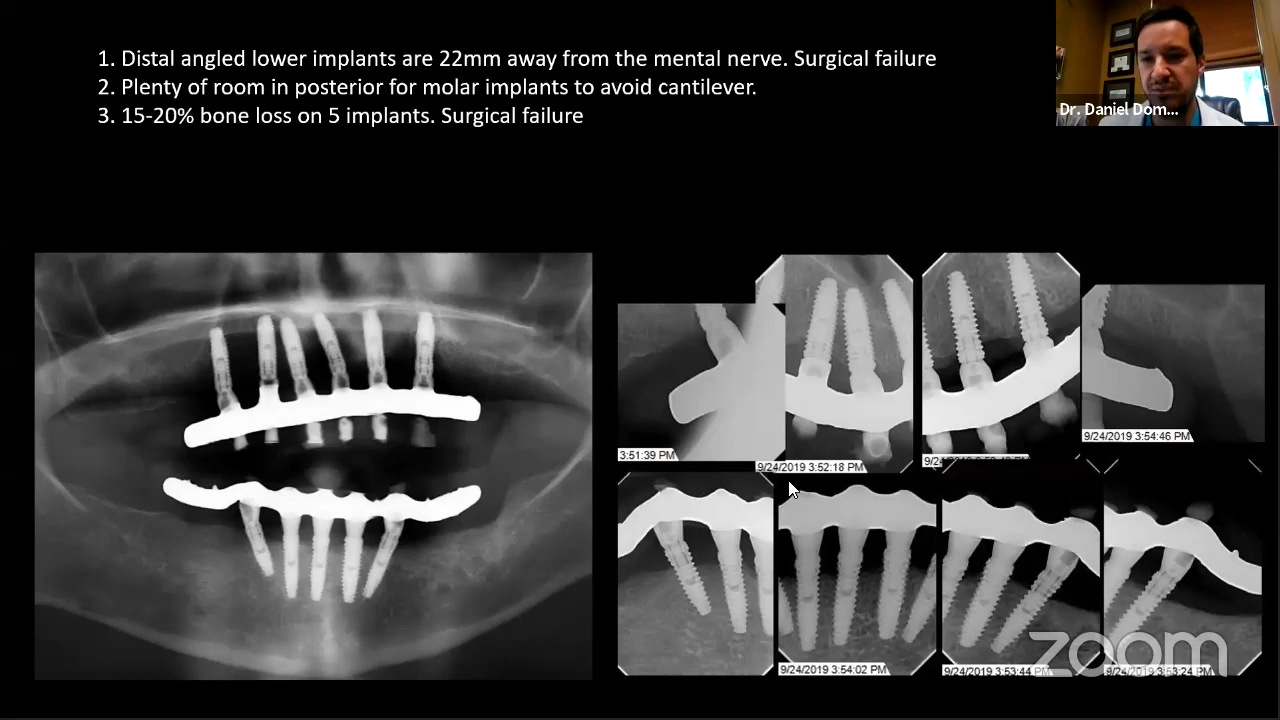 1. Distal angled lower implants are 22mm away from the mental nerve. Surgical failure
2. Plenty of room in posterior for molar implants to avoid cantilever.
3. 15-20% bone loss on 5 implants. Surgical failure
Dr. Daniel Dom...
3:51:39 PM
9/24/2019 3:52:18 PM
9/24/2019
9/24/2019 3:54:46 PM
9/24/2019 3:54:02 PM
9/24/2019 3:53:44 PM
9/24/2019 3:53:24 PM
zoom